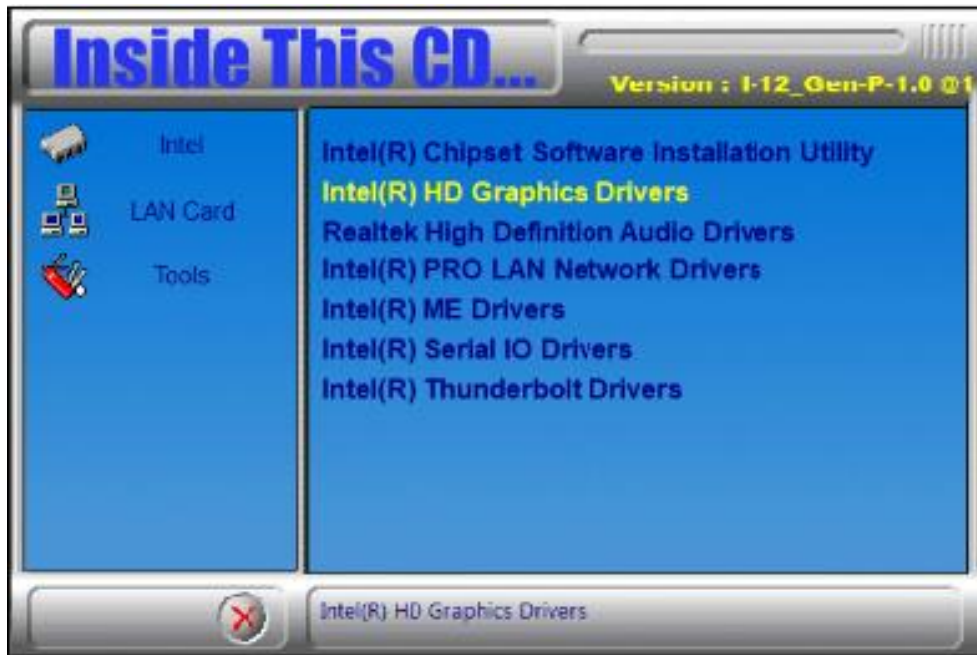 Inside This CD...
Version : I-12_Gen-P-1.0 @1
Intel
LAN Card
Tools
Intel(R) Chipset Software Installation Utility
Intel(R) HD Graphics Drivers
Realtek High Definition Audio Drivers
Intel(R) PRO LAN Network Drivers
Intel(R) ME Drivers
Intel(R) Serial IO Drivers
Intel(R) Thunderbolt Drivers
Intel(R) HD Graphics Drivers